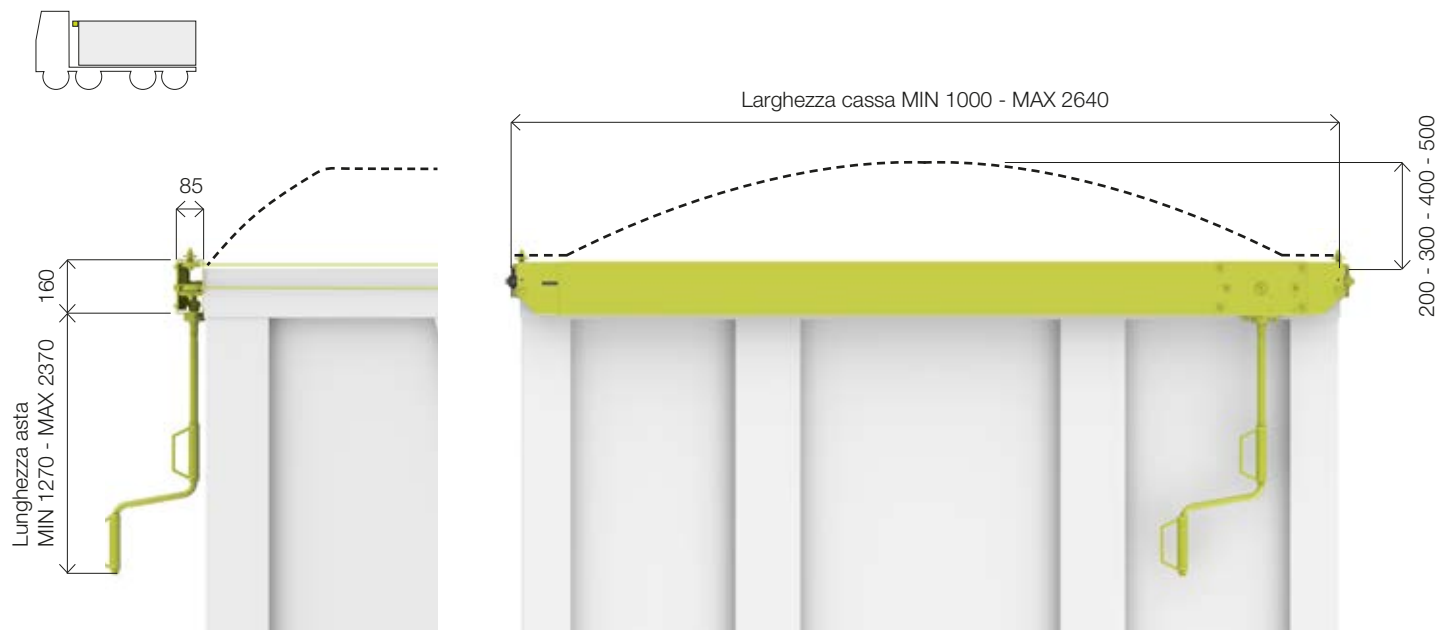 Larghezza cassa MIN 1000 - MAX 2640
85
160
Lunghezza asta
MIN 1270 - MAX 2370
200 - 300 - 400 - 500